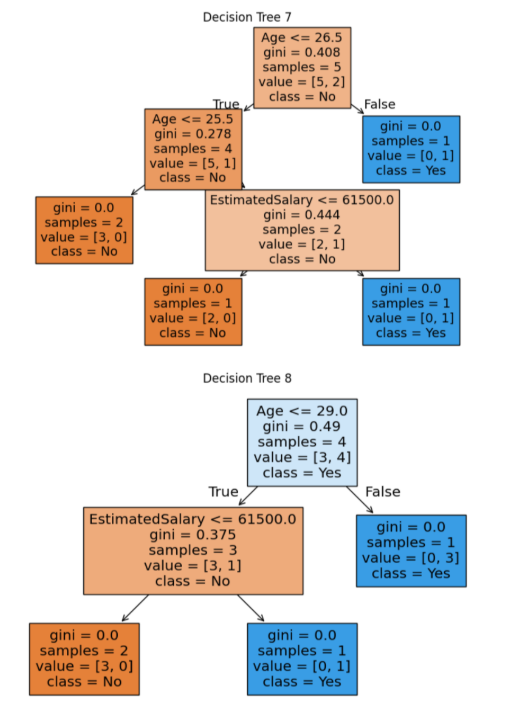 Decision Tree 7
Age <= 26.5
gini = 0.408
samples = 5
value = [5, 2]
class = No
True
False
Age <= 25.5
gini = 0.278
samples = 4
value = [5, 1]
class = No
gini = 0.0
samples = 1
value = [0, 1]
class = Yes
gini = 0.0
samples = 2
value = [3, 0]
class = No
EstimatedSalary <= 61500.0
gini = 0.444
samples = 2
value = [2, 1]
class = No
gini = 0.0
samples = 1
value = [2, 0]
class = No
gini = 0.0
samples = 1
value = [0, 1]
class = Yes
Decision Tree 8
Age <= 29.0
gini = 0.49
samples = 4
value = [3, 4]
class = Yes
True
False
EstimatedSalary <= 61500.0
gini = 0.375
samples = 3
value = [3, 1]
class = No
gini = 0.0
samples = 1
value = [0, 3]
class = Yes
gini = 0.0
samples = 2
value = [3, 0]
class = No
gini = 0.0
samples = 1
value = [0, 1]
class = Yes